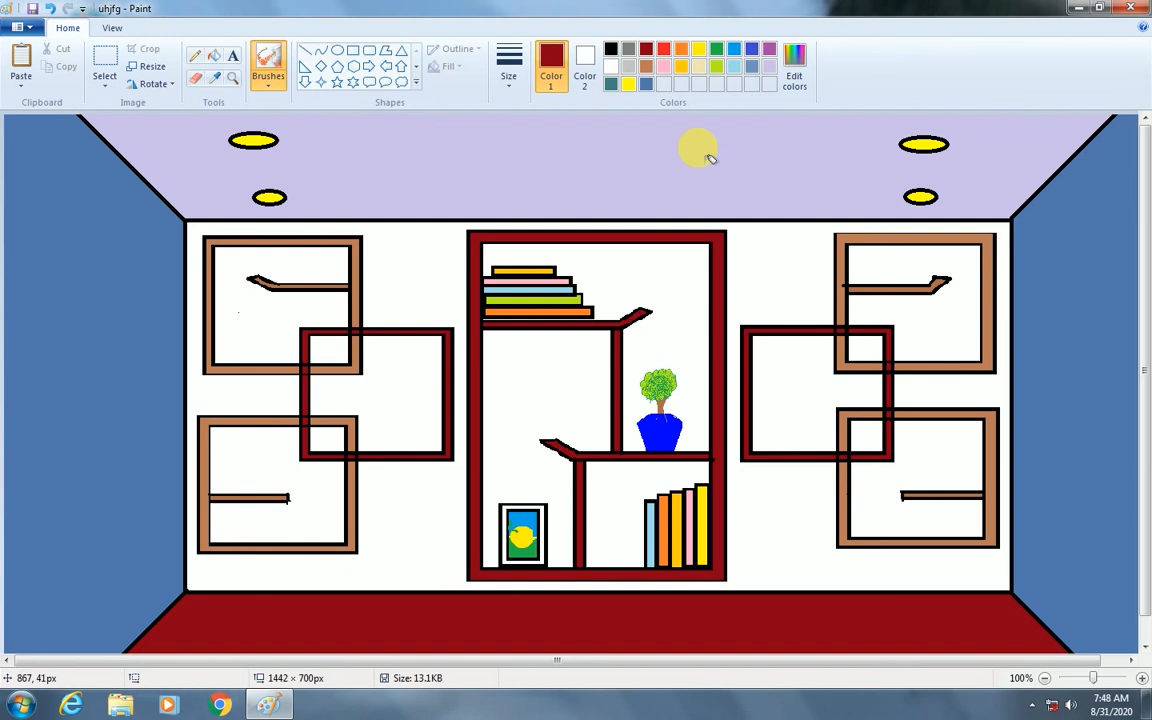 uhjfg - Paint
Home View
Paste
Cut
Copy
Clipboard
Select
Crop
Resize
Rotate
Image
Tools
Brushes
Shapes
Outline
Fill
Size
Color 1
Color 2
Edit colors
Colors
867, 41px
1442 × 700px
Size: 13.1KB
100%
7:48 AM
8/31/2020